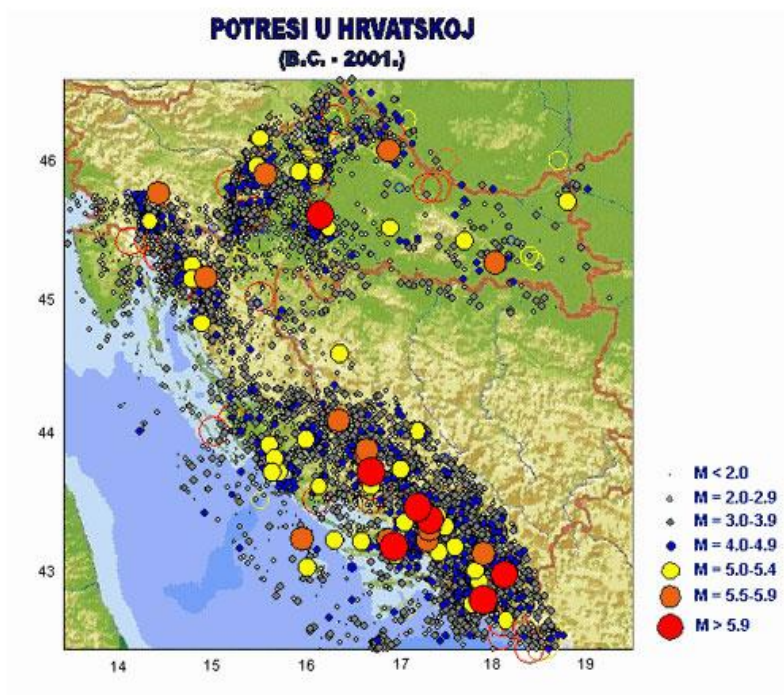 POTRESI U HRVATSKOJ
(B.C. - 2001.)
46
45
44
43
14 15 16 17 18 19
M < 2.0
M = 2.0-2.9
M = 3.0-3.9
M = 4.0-4.9
M = 5.0-5.4
M = 5.5-5.9
M > 5.9